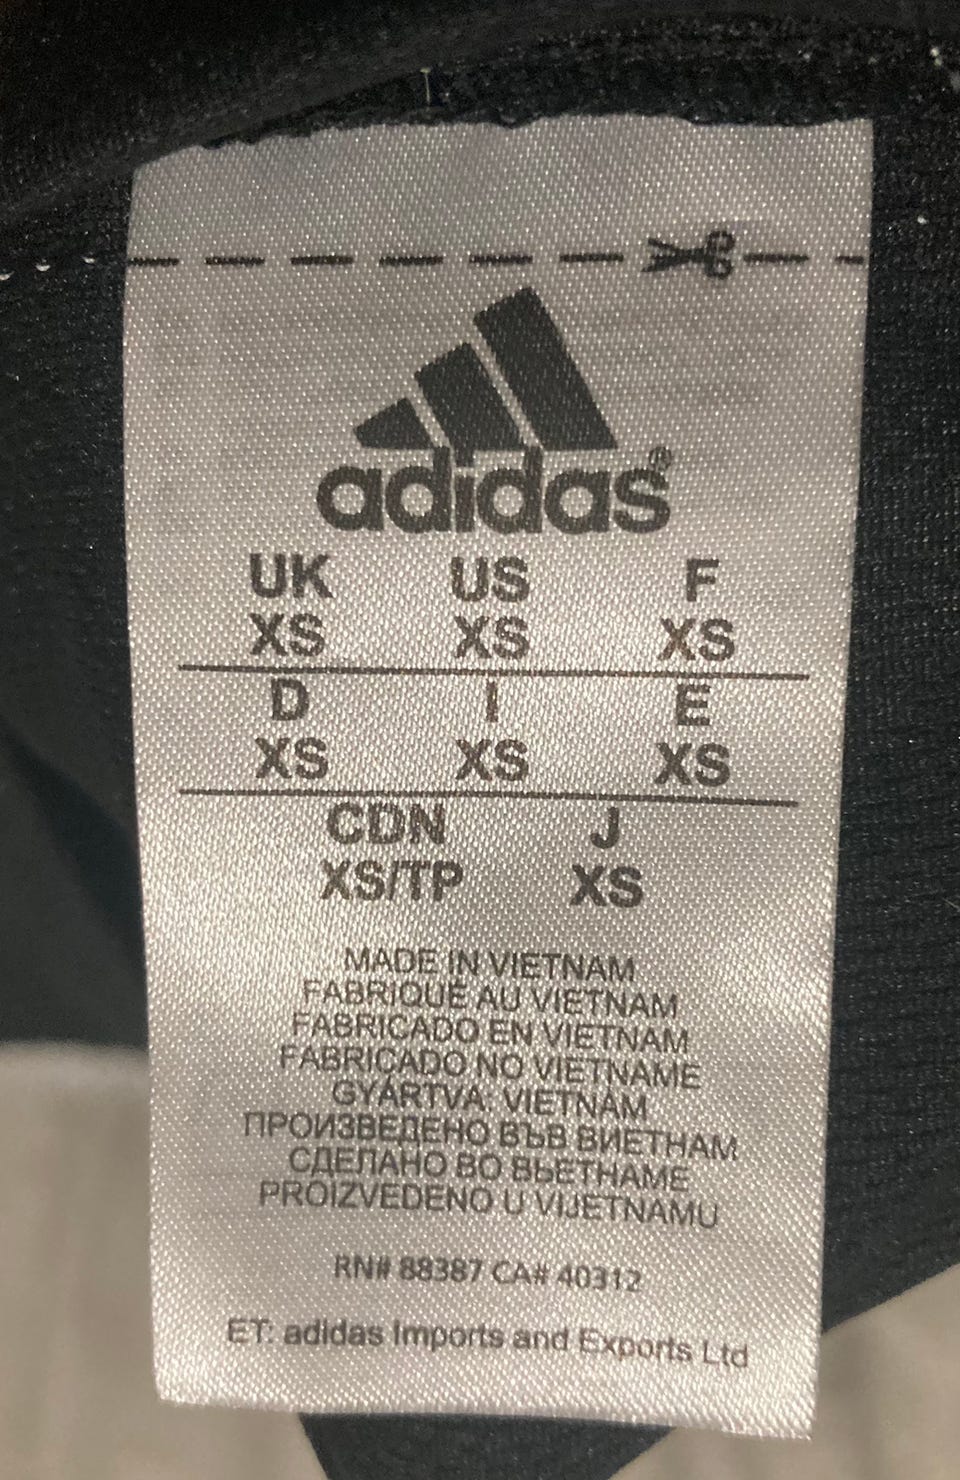 adidas®
UK US F
XS XS XS
D I E
XS XS XS
CDN J
XS/TP XS
MADE IN VIETNAM
FABRIQUÉ AU VIETNAM
FABRICADO EN VIETNAM
FABRICADO NO VIETNAME
GYÁRTVA: VIETNAM
ПРОИЗВЕДЕНО ВЪВ ВИЕТНАМ
СДЕЛАНО ВО ВЬЕТНАМЕ
PROIZVEDENO U VIJETNAMU
RN# 88387 CA# 40312
ET: adidas Imports and Exports Ltd